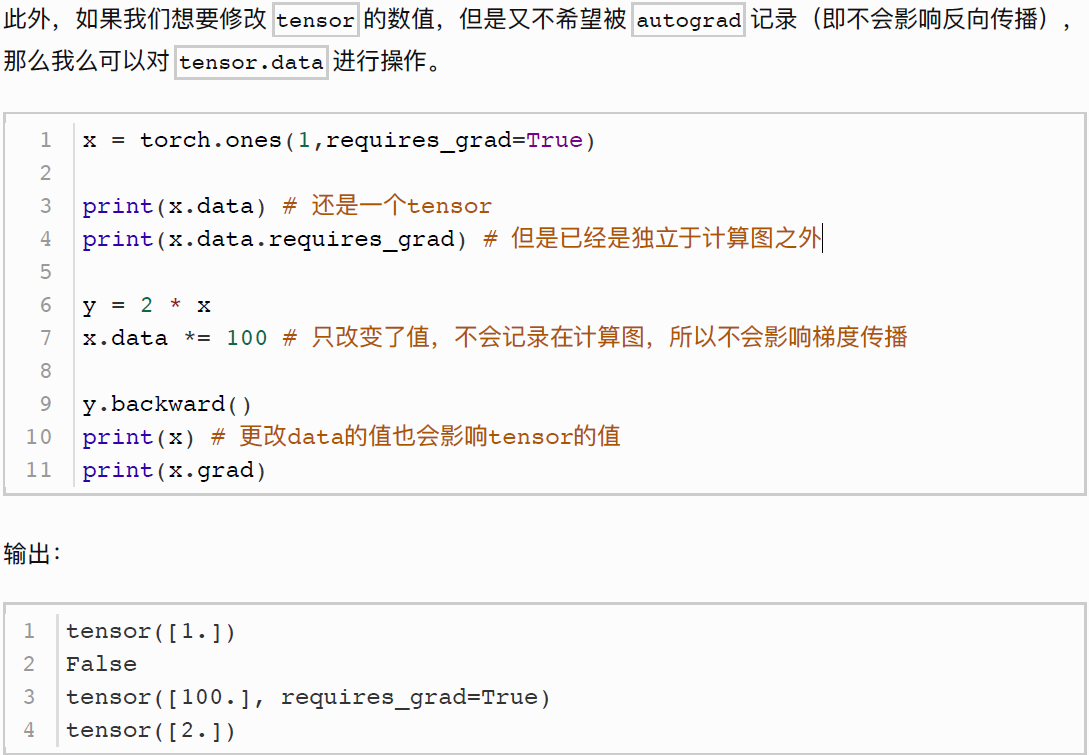 此外，如果我们想要修改 tensor 的数值，但是又不希望被 autograd 记录（即不会影响反向传播），
那么我么可以对 tensor.data 进行操作。
1 x = torch.ones(1,requires_grad=True)
2
3 print(x.data) # 还是一个tensor
4 print(x.data.requires_grad) # 但是已经是独立于计算图之外
5
6 y = 2 * x
7 x.data *= 100 # 只改变了值，不会记录在计算图，所以不会影响梯度传播
8
9 y.backward()
10 print(x) # 更改data的值也会影响tensor的值
11 print(x.grad)
输出：
1 tensor([1.])
2 False
3 tensor([100.], requires_grad=True)
4 tensor([2.])